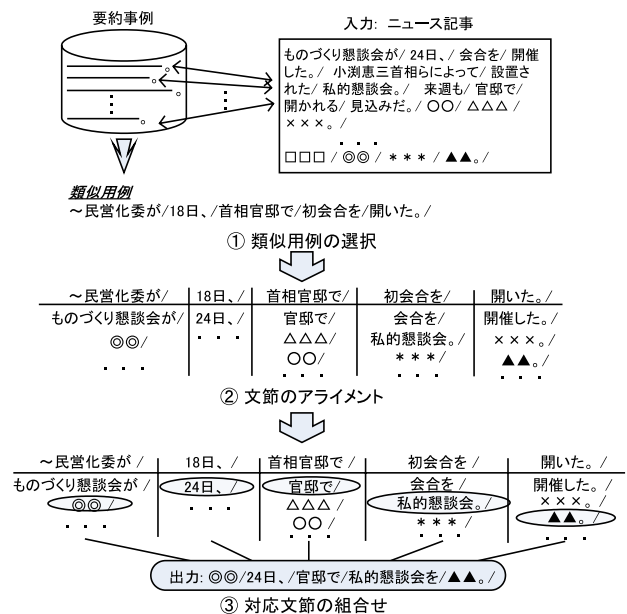 要約事例
入力: ニュース記事
ものづくり懇談会が/ 24日、/ 会合を/ 開催
した。/ 小渕恵三首相らによって/ 設置さ
れた/ 私的懇談会。/ 来週も/ 官邸で/
開かれる/ 見込みだ。/ ○○/ △△△ /
×××。/
・・・
□□□ / ◎◎ / *** / ▲▲。/
類似用例
～民営化委が/18日、/首相官邸で/初会合を/開いた。/
① 類似用例の選択
～民営化委が/ 18日、/ 首相官邸で/ 初会合を/ 開いた。/
ものづくり懇談会が/ 24日、/ 官邸で/ 会合を/ 開催した。/
◎◎/ ・・・ △△△/ 私的懇談会。/ ×××。/
○○/ ***/ ▲▲。/
・・・ ・・・ ・・・ ・・・
② 文節のアライメント
～民営化委が / 18日、/ 首相官邸で / 初会合を / 開いた。/
ものづくり懇談会が / 24日、/ 官邸で/ 会合を / 開催した。/
◎◎ / ・・・ △△△/ 私的懇談会。/ ×××。/
・・・ ○○ / *** / ▲▲。/
・・・ ・・・ ・・・
出力: ◎◎/24日、/官邸で/私的懇談会を/▲▲。/
③ 対応文節の組合せ